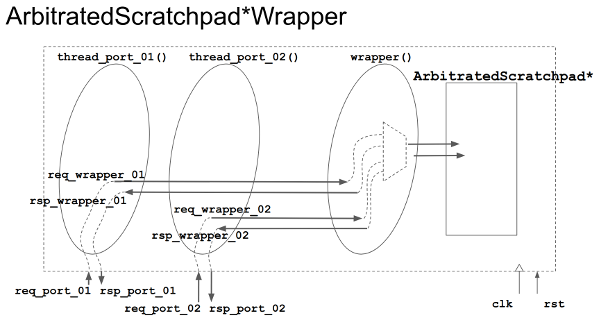 ArbitratedScratchpad*Wrapper
thread_port_01() thread_port_02() wrapper()
ArbitratedScratchpad*
req_wrapper_01
rsp_wrapper_01
req_wrapper_02
rsp_wrapper_02
req_port_01 rsp_port_01
req_port_02 rsp_port_02
clk rst